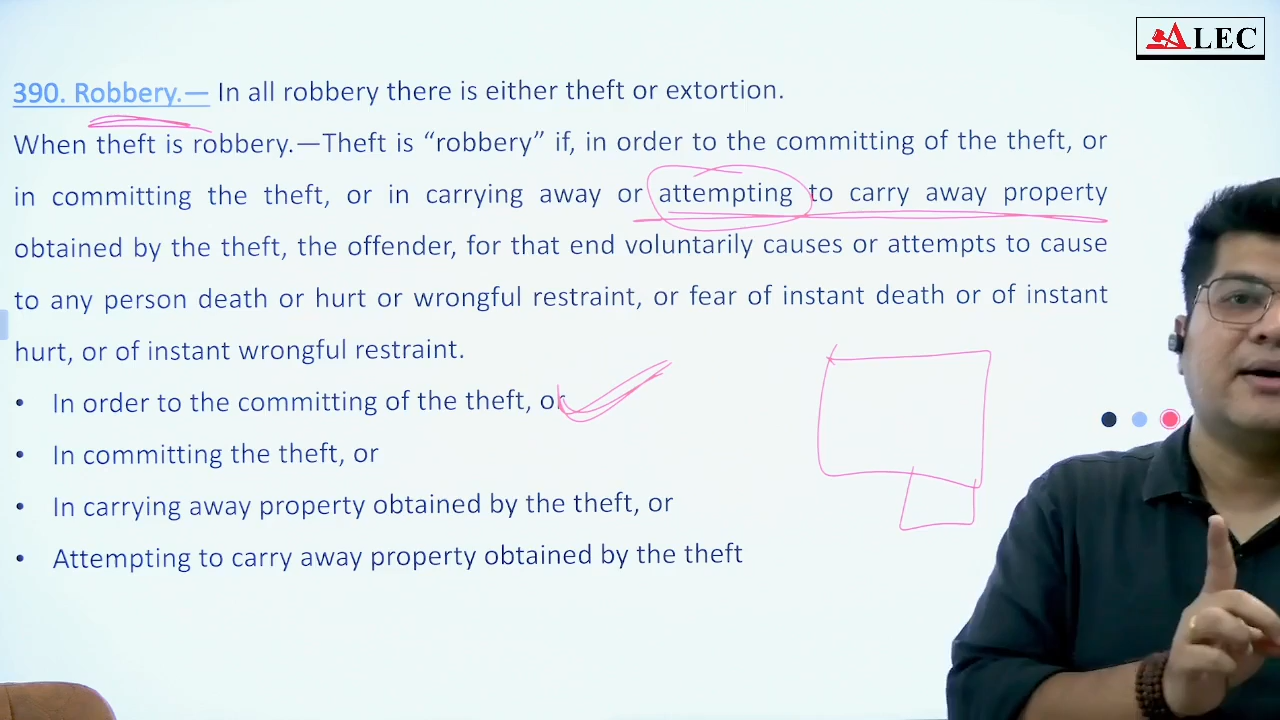 ALEC
390. Robbery.— In all robbery there is either theft or extortion.
When theft is robbery.—Theft is “robbery” if, in order to the committing of the theft, or
in committing the theft, or in carrying away or attempting to carry away property
obtained by the theft, the offender, for that end voluntarily causes or attempts to cause
to any person death or hurt or wrongful restraint, or fear of instant death or of instant
hurt, or of instant wrongful restraint.
• In order to the committing of the theft, or
• In committing the theft, or
• In carrying away property obtained by the theft, or
• Attempting to carry away property obtained by the theft